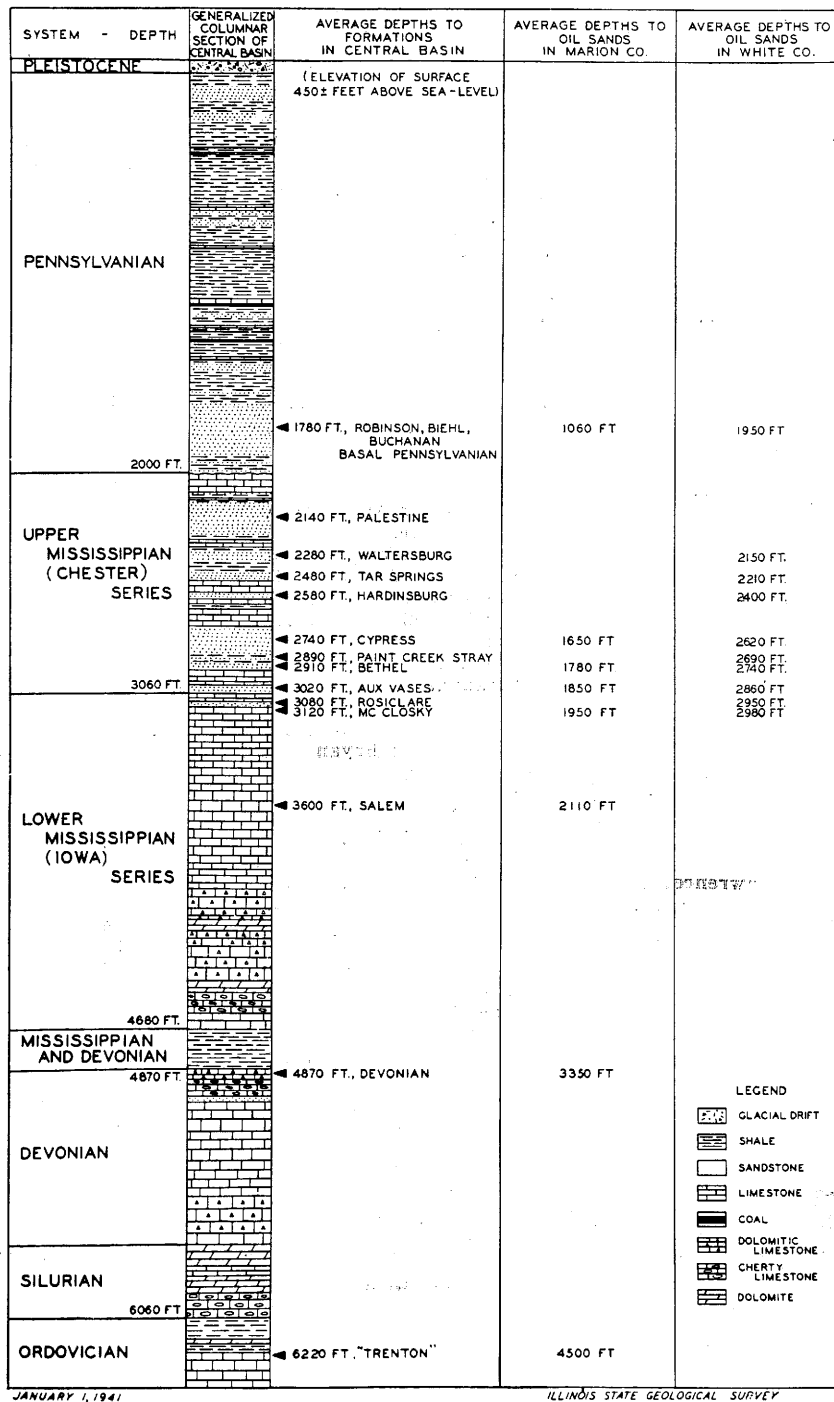 SYSTEM - DEPTH
GENERALIZED
COLUMNAR
SECTION OF
CENTRAL BASIN
AVERAGE DEPTHS TO
FORMATIONS
IN CENTRAL BASIN
AVERAGE DEPTHS TO
OIL SANDS
IN MARION CO.
AVERAGE DEPTHS TO
OIL SANDS
IN WHITE CO.
PLEISTOCENE
(ELEVATION OF SURFACE
450± FEET ABOVE SEA-LEVEL)
PENNSYLVANIAN
1780 FT., ROBINSON, BIEHL, 1060 FT 1950 FT
BUCHANAN
BASAL PENNSYLVANIAN
2000 FT.
UPPER
MISSISSIPPIAN
(CHESTER)
SERIES
2140 FT., PALESTINE
2280 FT., WALTERSBURG 2150 FT.
2480 FT., TAR SPRINGS 2210 FT.
2580 FT., HARDINSBURG 2400 FT.
2740 FT., CYPRESS 1650 FT 2620 FT.
2890 FT., PAINT CREEK STRAY 2690 FT.
2910 FT., BETHEL 1780 FT 2740 FT.
3060 FT.
3020 FT., AUX VASES 1850 FT 2860 FT
3080 FT., ROSICLARE 2950 FT
3120 FT., MC CLOSKY 1950 FT 2980 FT
LOWER
MISSISSIPPIAN
(IOWA)
SERIES
3600 FT., SALEM 2110 FT
4680 FT.
MISSISSIPPIAN
AND DEVONIAN
4870 FT.
4870 FT., DEVONIAN 3350 FT
DEVONIAN
SILURIAN
6060 FT
ORDOVICIAN
6220 FT., "TRENTON" 4500 FT
LEGEND
GLACIAL DRIFT
SHALE
SANDSTONE
LIMESTONE
COAL
DOLOMITIC
LIMESTONE
CHERTY
LIMESTONE
DOLOMITE
JANUARY 1, 1941
ILLINOIS STATE GEOLOGICAL SURVEY